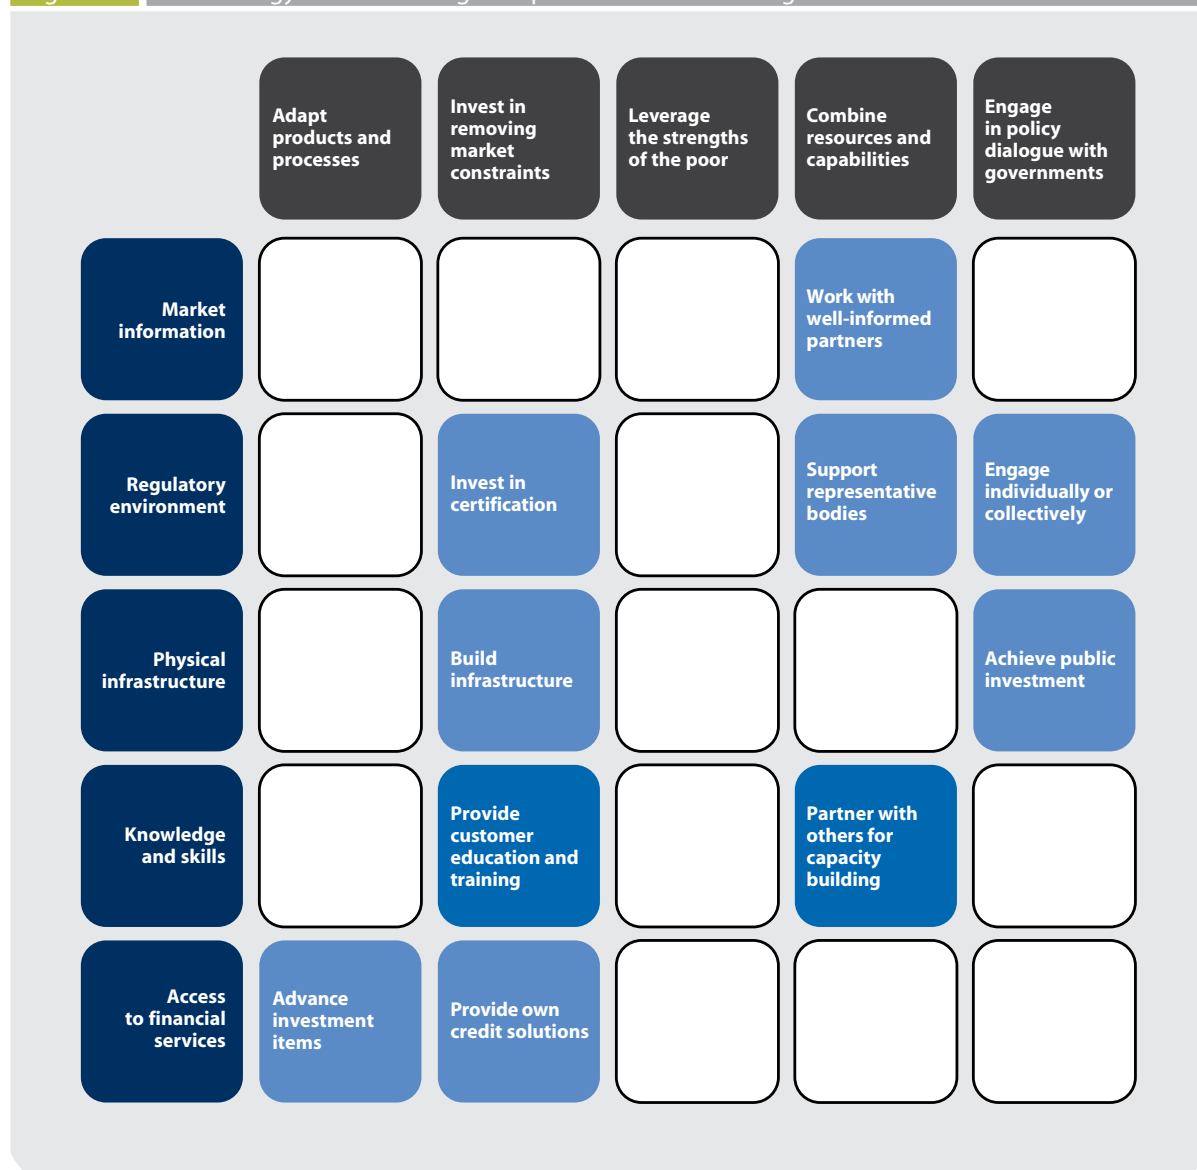 Adapt
products and
processes
Invest in
removing
market
constraints
Leverage
the strengths
of the poor
Combine
resources and
capabilities
Engage
in policy
dialogue with
governments
Market
information
Work with
well-informed
partners
Regulatory
environment
Invest in
certification
Support
representative
bodies
Engage
individually or
collectively
Physical
infrastructure
Build
infrastructure
Achieve public
investment
Knowledge
and skills
Provide
customer
education and
training
Partner with
others for
capacity
building
Access
to financial
services
Advance
investment
items
Provide own
credit solutions